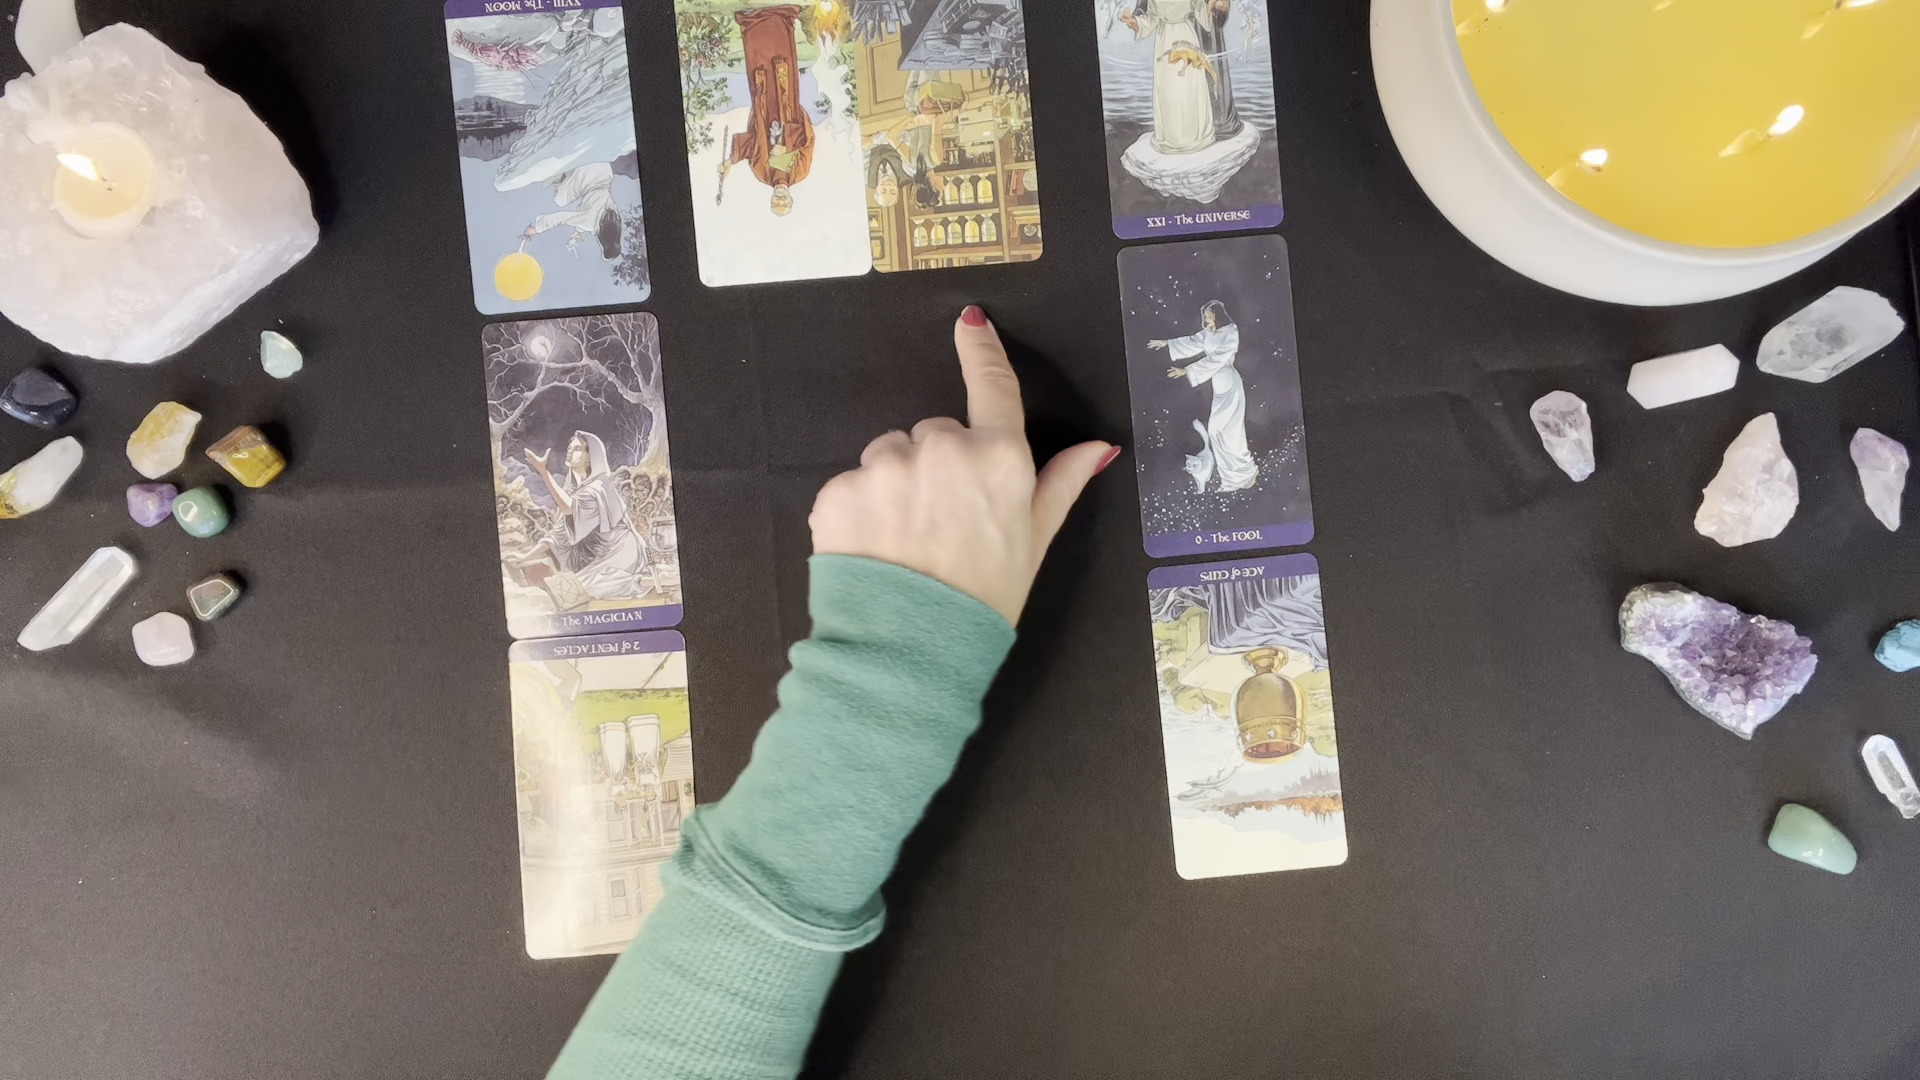 XVIII - The MOON
XXI - The UNIVERSE
0 - The FOOL
I - The MAGICIAN
ACE of CUPS
2 of PENTACLES